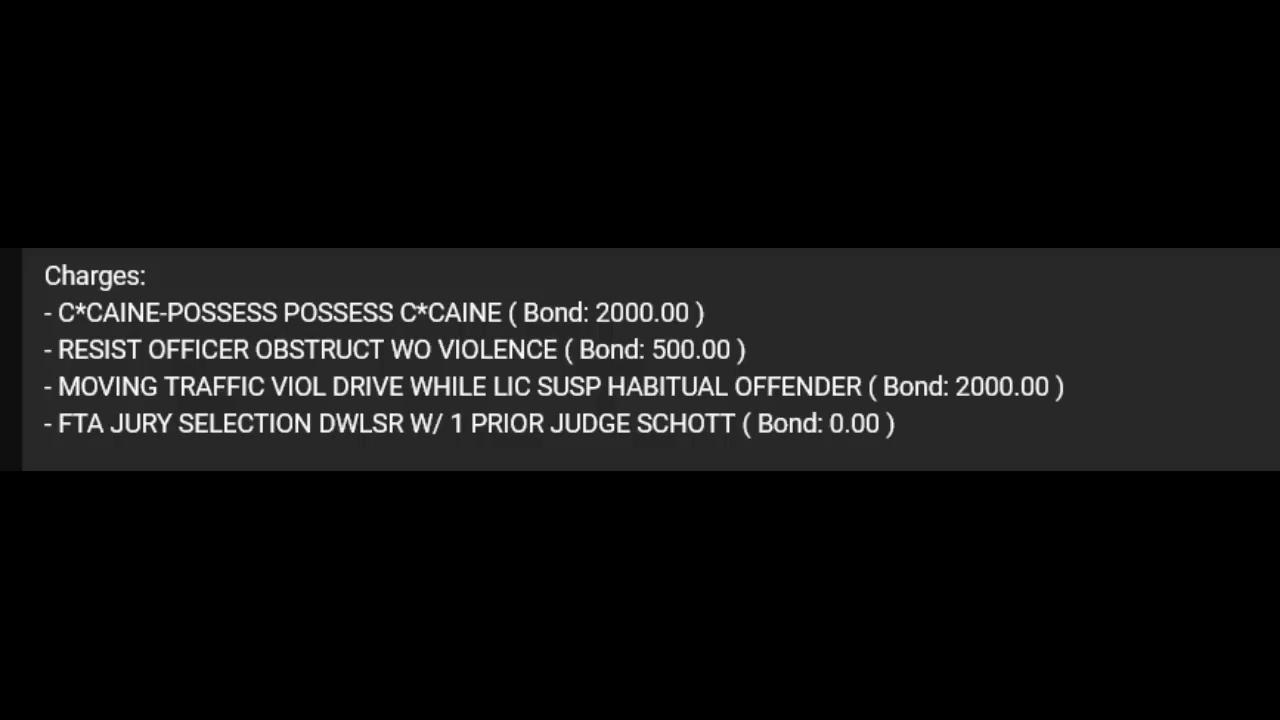 Charges:
- C*CAINE-POSSESS POSSESS C*CAINE ( Bond: 2000.00 )
- RESIST OFFICER OBSTRUCT WO VIOLENCE ( Bond: 500.00 )
- MOVING TRAFFIC VIOL DRIVE WHILE LIC SUSP HABITUAL OFFENDER ( Bond: 2000.00 )
- FTA JURY SELECTION DWLSR W/ 1 PRIOR JUDGE SCHOTT ( Bond: 0.00 )